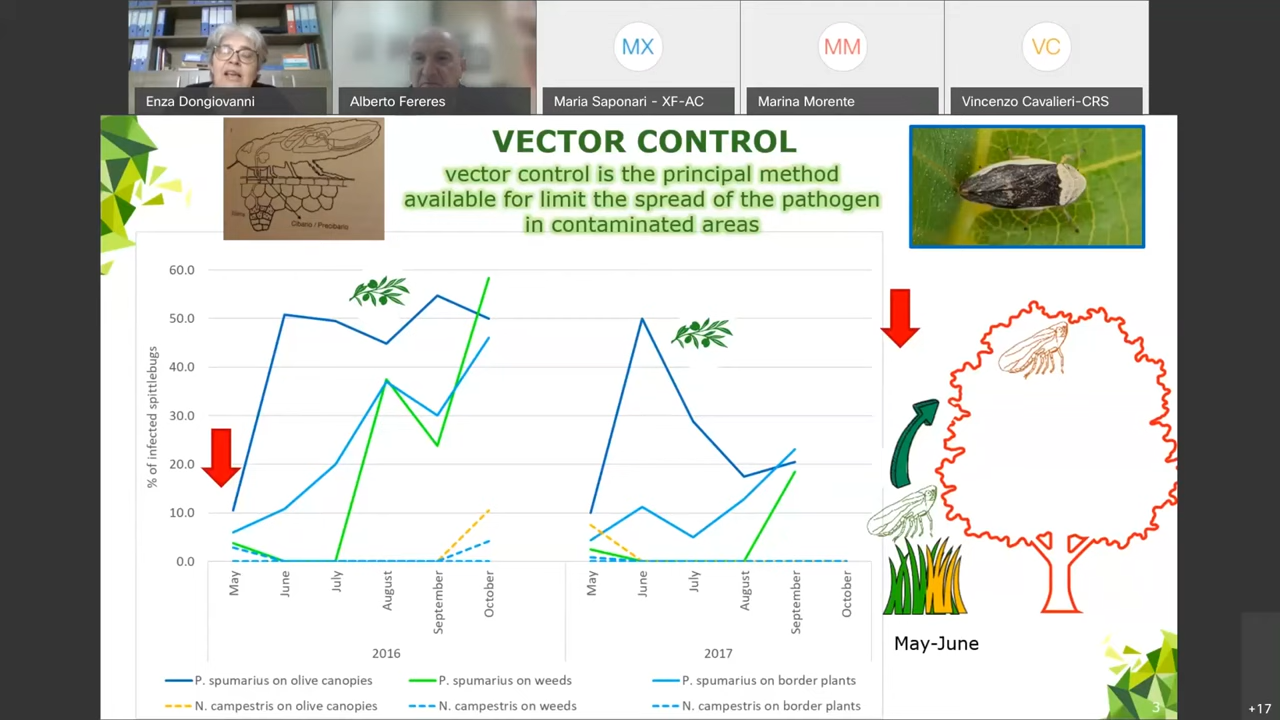 MX
MM
VC
Enza Dongiovanni
Alberto Fereres
Maria Saponari - XF-AC
Marina Morente
Vincenzo Cavalieri-CRS
VECTOR CONTROL
vector control is the principal method
available for limit the spread of the pathogen
in contaminated areas
Cibario / Precibario
% of infected spittlebugs
60.0
50.0
40.0
30.0
20.0
10.0
0.0
May
June
July
August
September
October
May
June
July
August
September
October
2016
2017
P. spumarius on olive canopies
P. spumarius on weeds
P. spumarius on border plants
N. campestris on olive canopies
N. campestris on weeds
N. campestris on border plants
May-June
3
+17